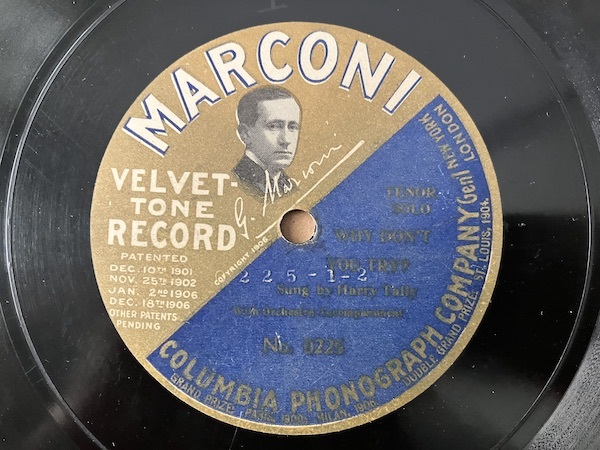 MARCONI
VELVET-
TONE
RECORD
G. Marconi
COPYRIGHT 1906
PATENTED
DEC. 10TH 1901
NOV. 25TH 1902
JAN. 2ND 1906
DEC. 18TH 1906
OTHER PATENTS
PENDING
TENOR
SOLO
WHY DON'T
YOU TRY?
225-1-2
Sung by Harry Tally
With Orchestra Accompaniment
No. 0225
COLUMBIA PHONOGRAPH COMPANY (Gen'l) NEW YORK LONDON
GRAND PRIZE, PARIS, 1900. MILAN, 1906. DOUBLE GRAND PRIZE, ST. LOUIS, 1904.